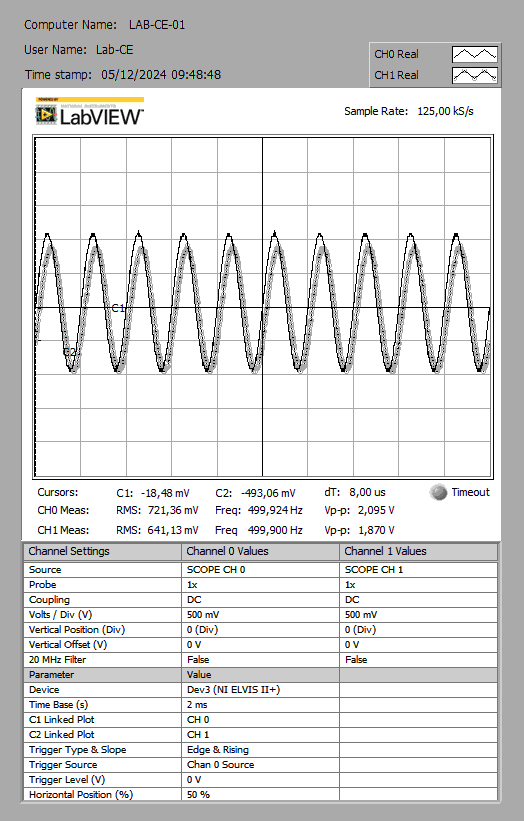 Computer Name: LAB-CE-01
User Name: Lab-CE
Time stamp: 05/12/2024 09:48:48
CH0 Real
CH1 Real
POWERED BY
NATIONAL INSTRUMENTS
LabVIEW™
Sample Rate: 125,00 kS/s
C1
C2
Cursors: C1: -18,48 mV C2: -493,06 mV dT: 8,00 us Timeout
CH0 Meas: RMS: 721,36 mV Freq: 499,924 Hz Vp-p: 2,095 V
CH1 Meas: RMS: 641,13 mV Freq 499,900 Hz Vp-p: 1,870 V
Channel Settings Channel 0 Values Channel 1 Values
Source SCOPE CH 0 SCOPE CH 1
Probe 1x 1x
Coupling DC DC
Volts / Div (V) 500 mV 500 mV
Vertical Position (Div) 0 (Div) 0 (Div)
Vertical Offset (V) 0 V 0 V
20 MHz Filter False False
Parameter Value
Device Dev3 (NI ELVIS II+)
Time Base (s) 2 ms
C1 Linked Plot CH 0
C2 Linked Plot CH 1
Trigger Type & Slope Edge & Rising
Trigger Source Chan 0 Source
Trigger Level (V) 0 V
Horizontal Position (%) 50 %